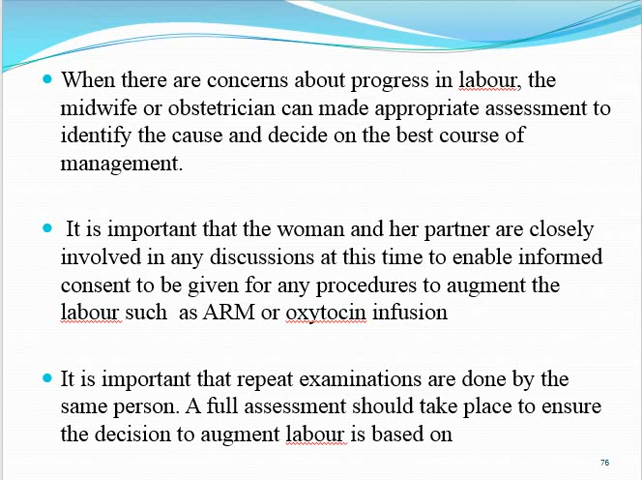 • When there are concerns about progress in labour, the
midwife or obstetrician can made appropriate assessment to
identify the cause and decide on the best course of
management.
• It is important that the woman and her partner are closely
involved in any discussions at this time to enable informed
consent to be given for any procedures to augment the
labour such  as ARM or oxytocin infusion
• It is important that repeat examinations are done by the
same person. A full assessment should take place to ensure
the decision to augment labour is based on
76